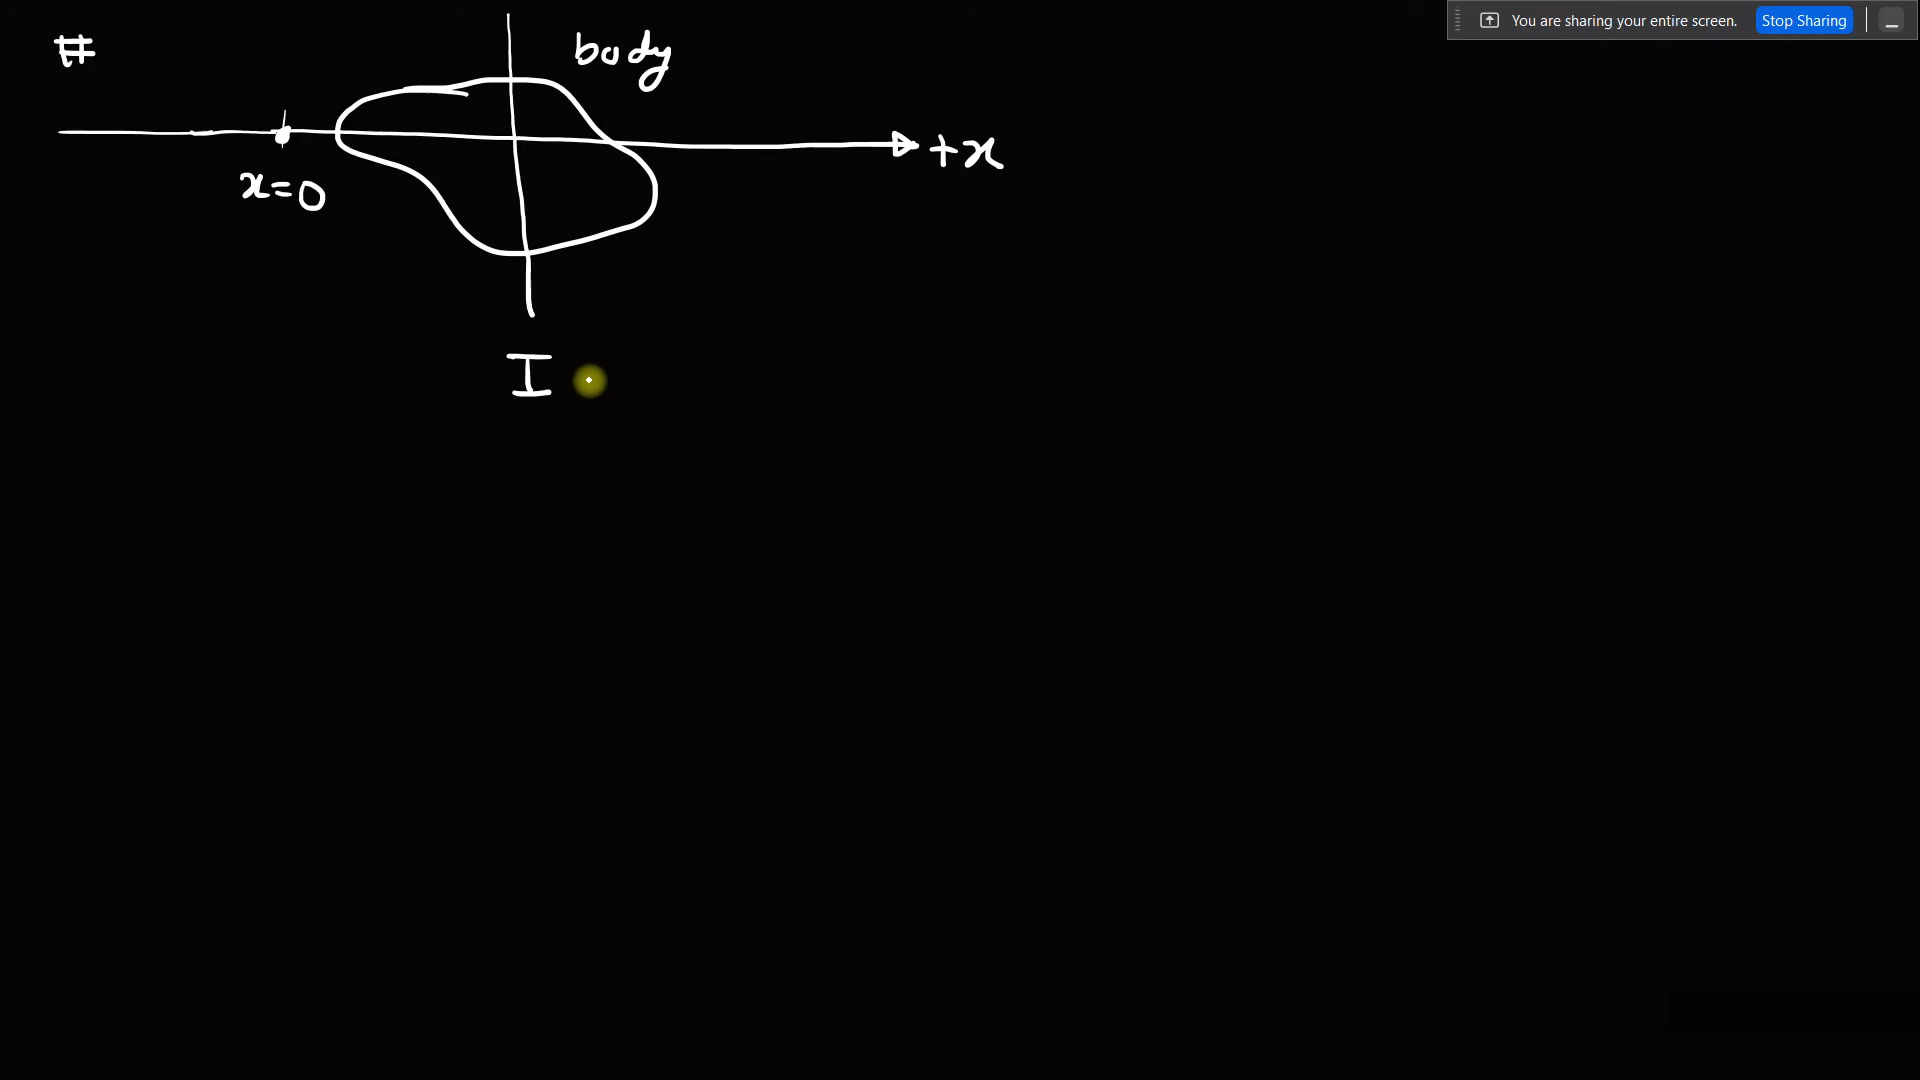 You are sharing your entire screen. Stop Sharing
# body
+x
x=0
I